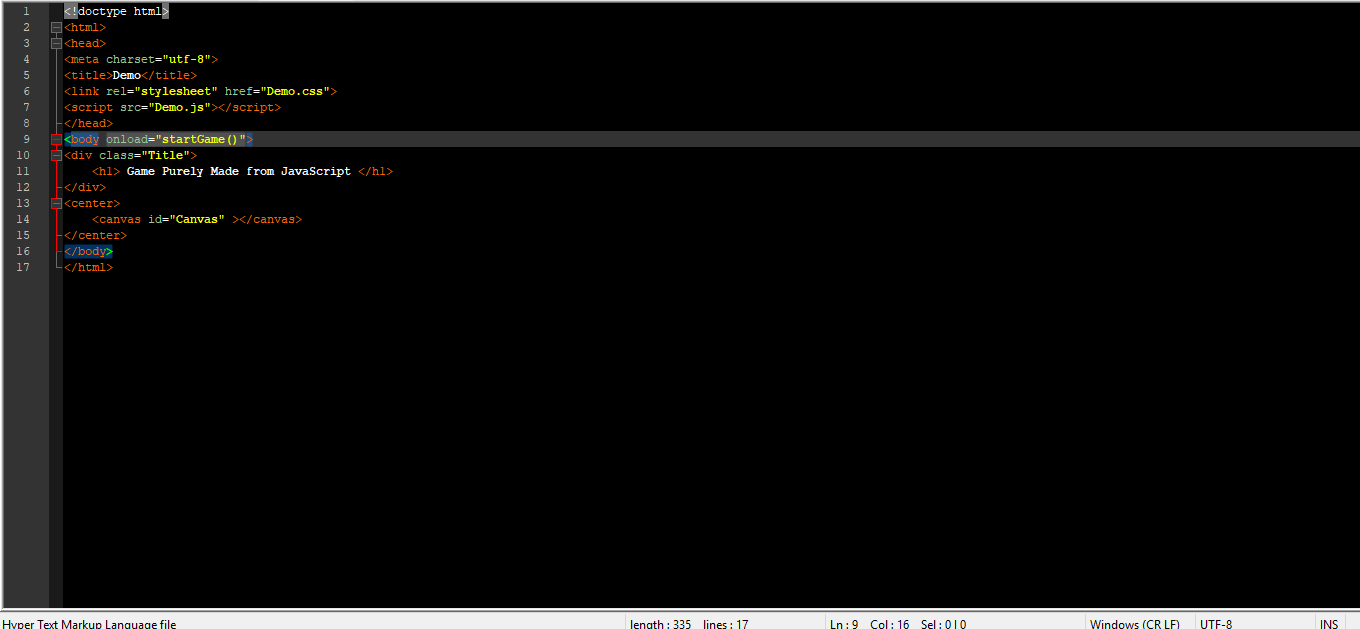 1 <!doctype html>
2 <html>
3 <head>
4 <meta charset="utf-8">
5 <title>Demo</title>
6 <link rel="stylesheet" href="Demo.css">
7 <script src="Demo.js"></script>
8 </head>
9 <body onload="startGame()">
10 <div class="Title">
11 <h1> Game Purely Made from JavaScript </h1>
12 </div>
13 <center>
14 <canvas id="Canvas" ></canvas>
15 </center>
16 </body>
17 </html>
Hyper Text Markup Language file length : 335 lines : 17 Ln : 9 Col : 16 Sel : 0 | 0 Windows (CR LF) UTF-8 INS